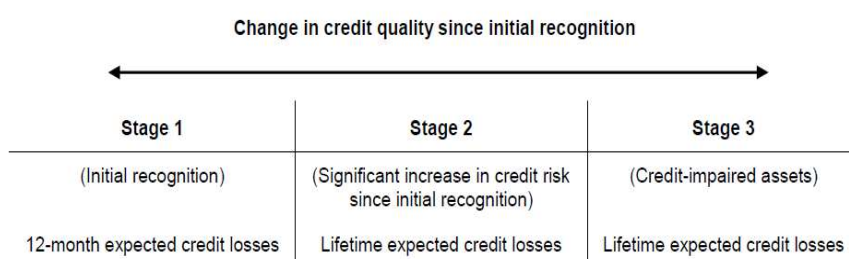 Change in credit quality since initial recognition
Stage 1
Stage 2
Stage 3
(Initial recognition)
(Significant increase in credit risk
since initial recognition)
(Credit-impaired assets)
12-month expected credit losses
Lifetime expected credit losses
Lifetime expected credit losses